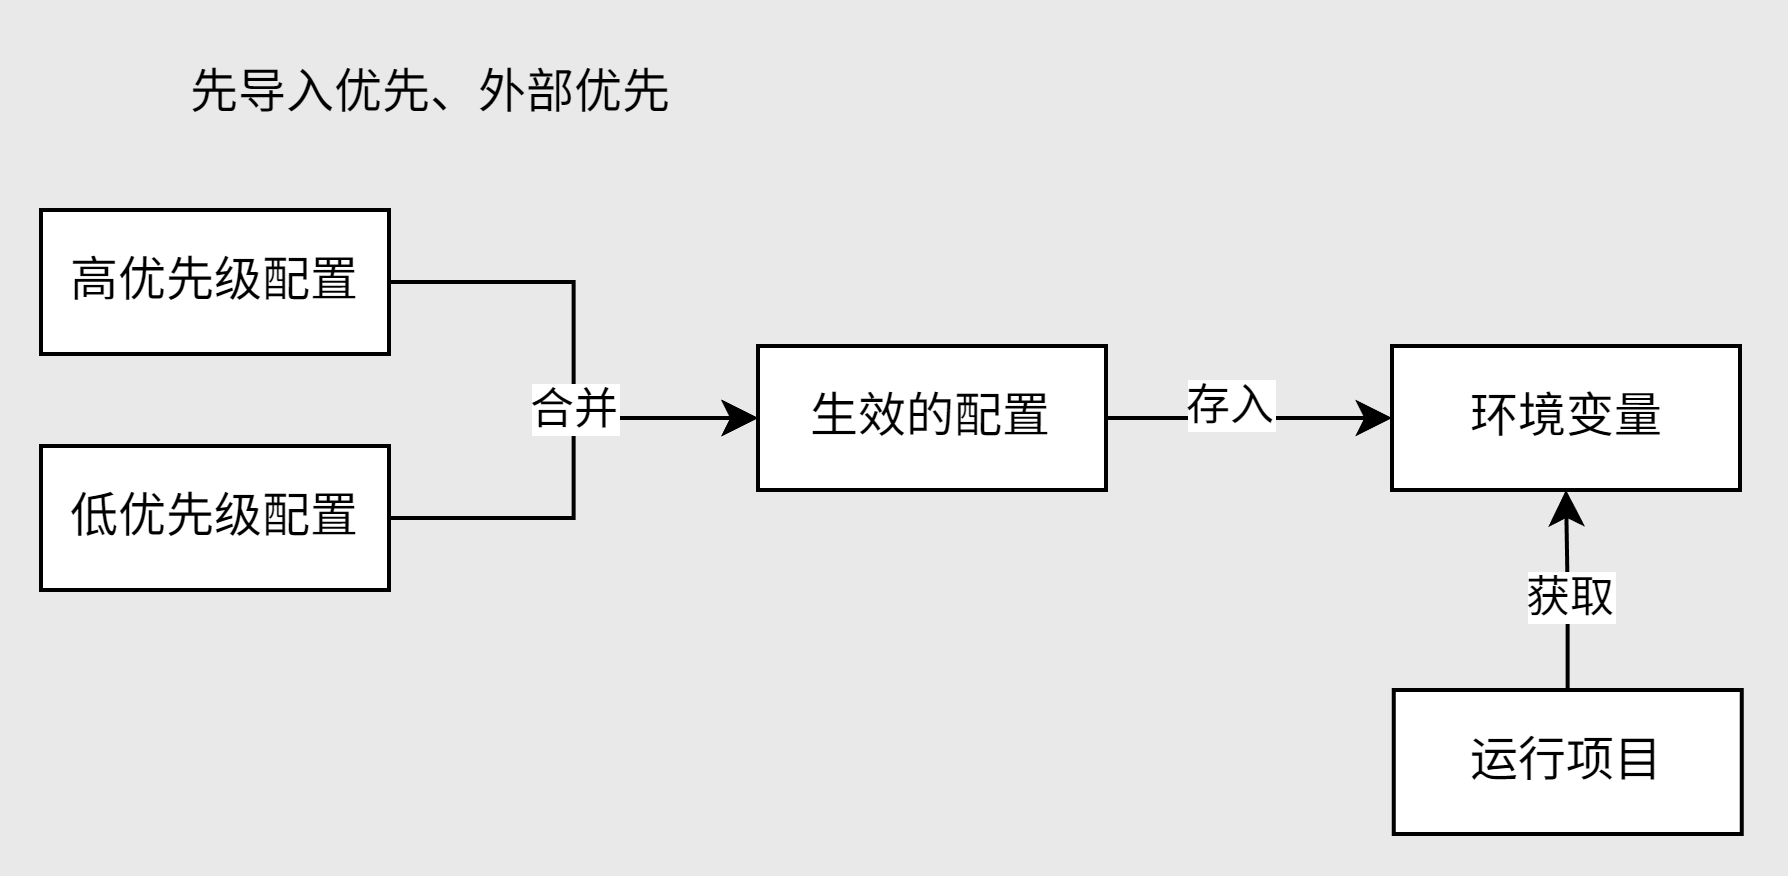 先导入优先、外部优先
高优先级配置
低优先级配置
合并
生效的配置
存入
环境变量
获取
运行项目